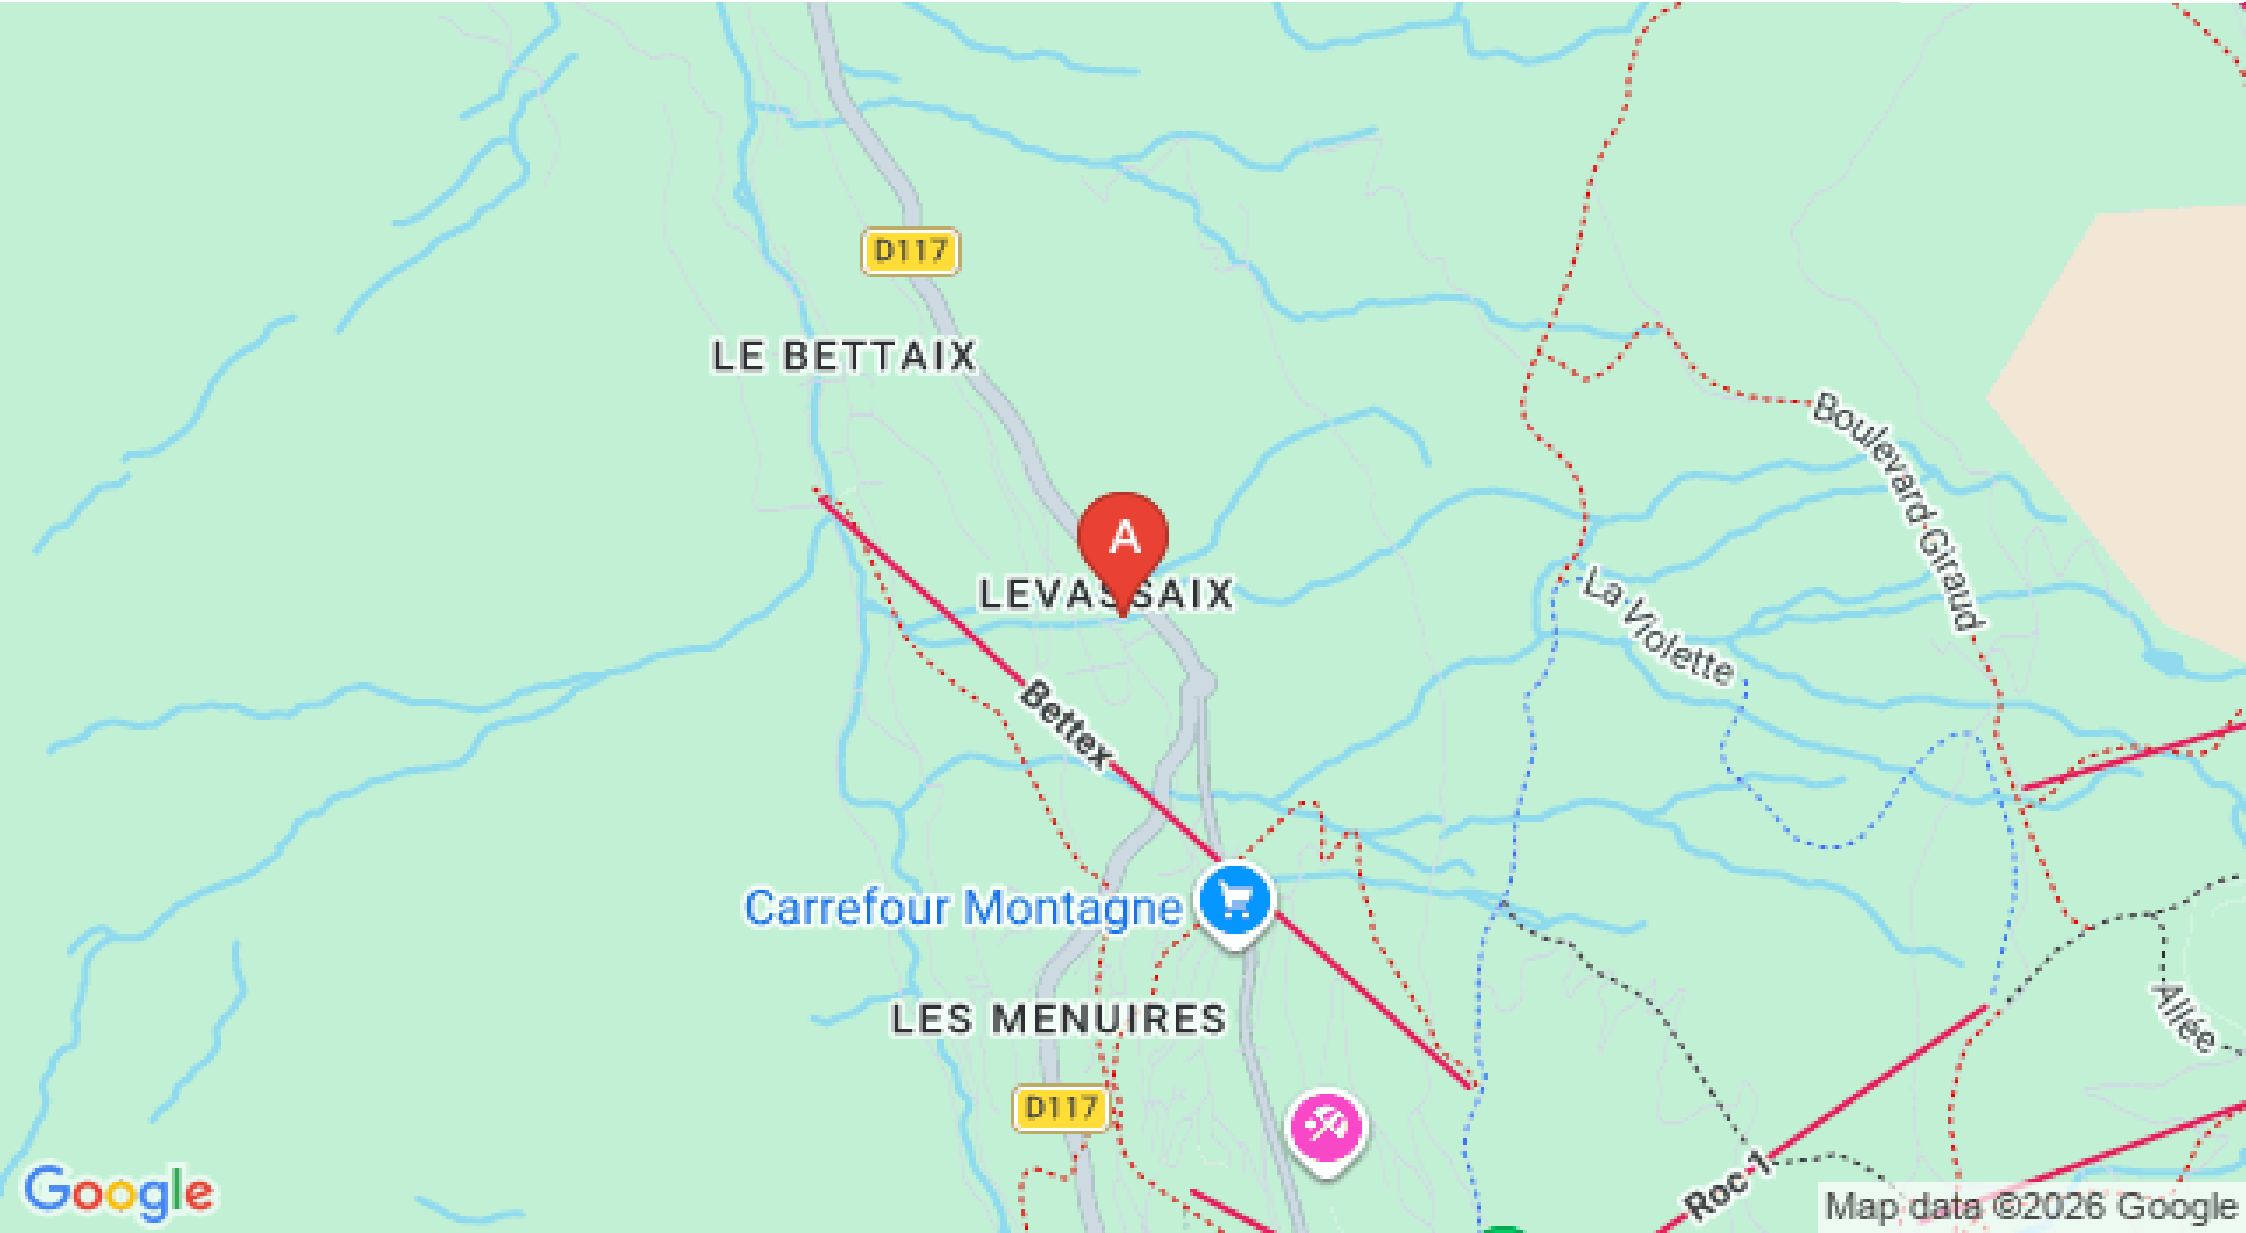 D117
LE BETTAIX
Boulevard Giraud
A
LEVASSAIX
La Violette
Bettex
Carrefour Montagne
LES MENUIRES
Allée
D117
Roc 1
Google
Map data ©2026 Google